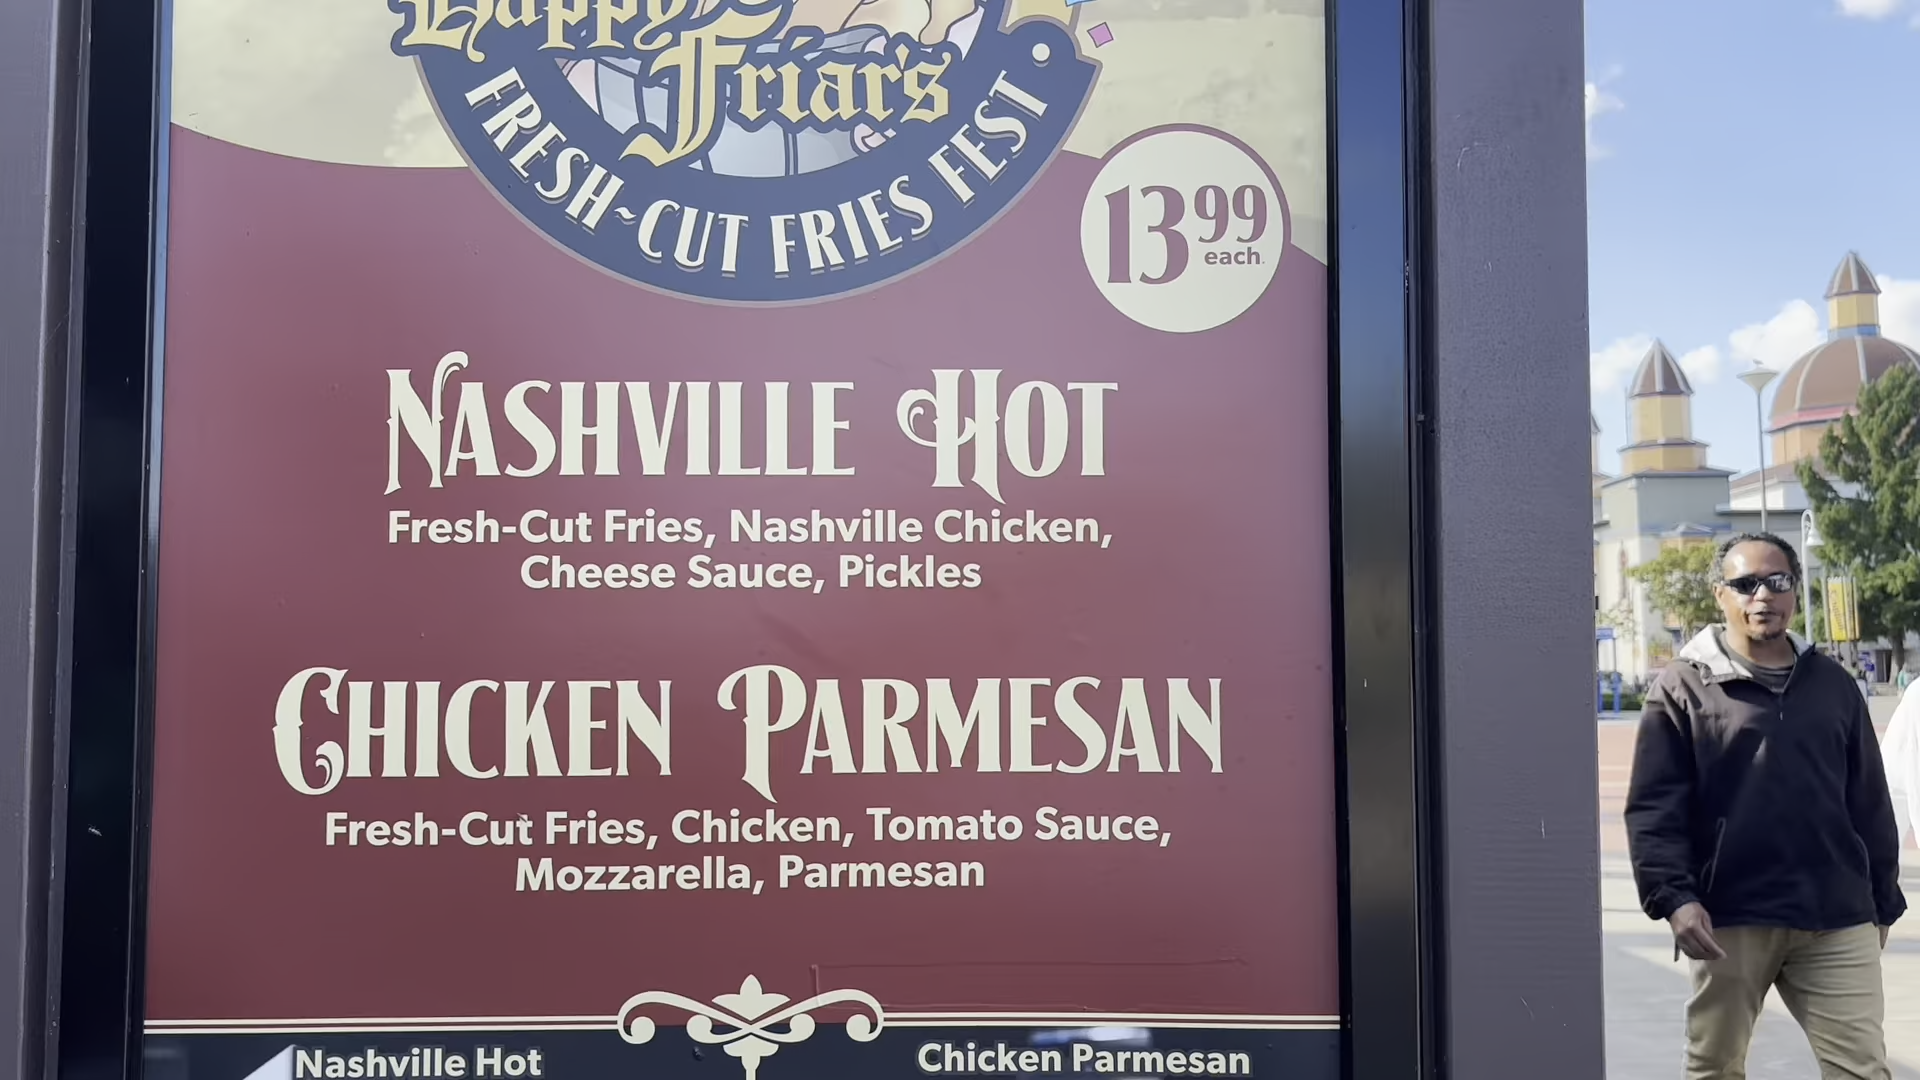 Happy
Friar's
FRESH-CUT FRIES FEST
13.99
each.
NASHVILLE HOT
Fresh-Cut Fries, Nashville Chicken,
Cheese Sauce, Pickles
CHICKEN PARMESAN
Fresh-Cut Fries, Chicken, Tomato Sauce,
Mozzarella, Parmesan
Nashville Hot
Chicken Parmesan